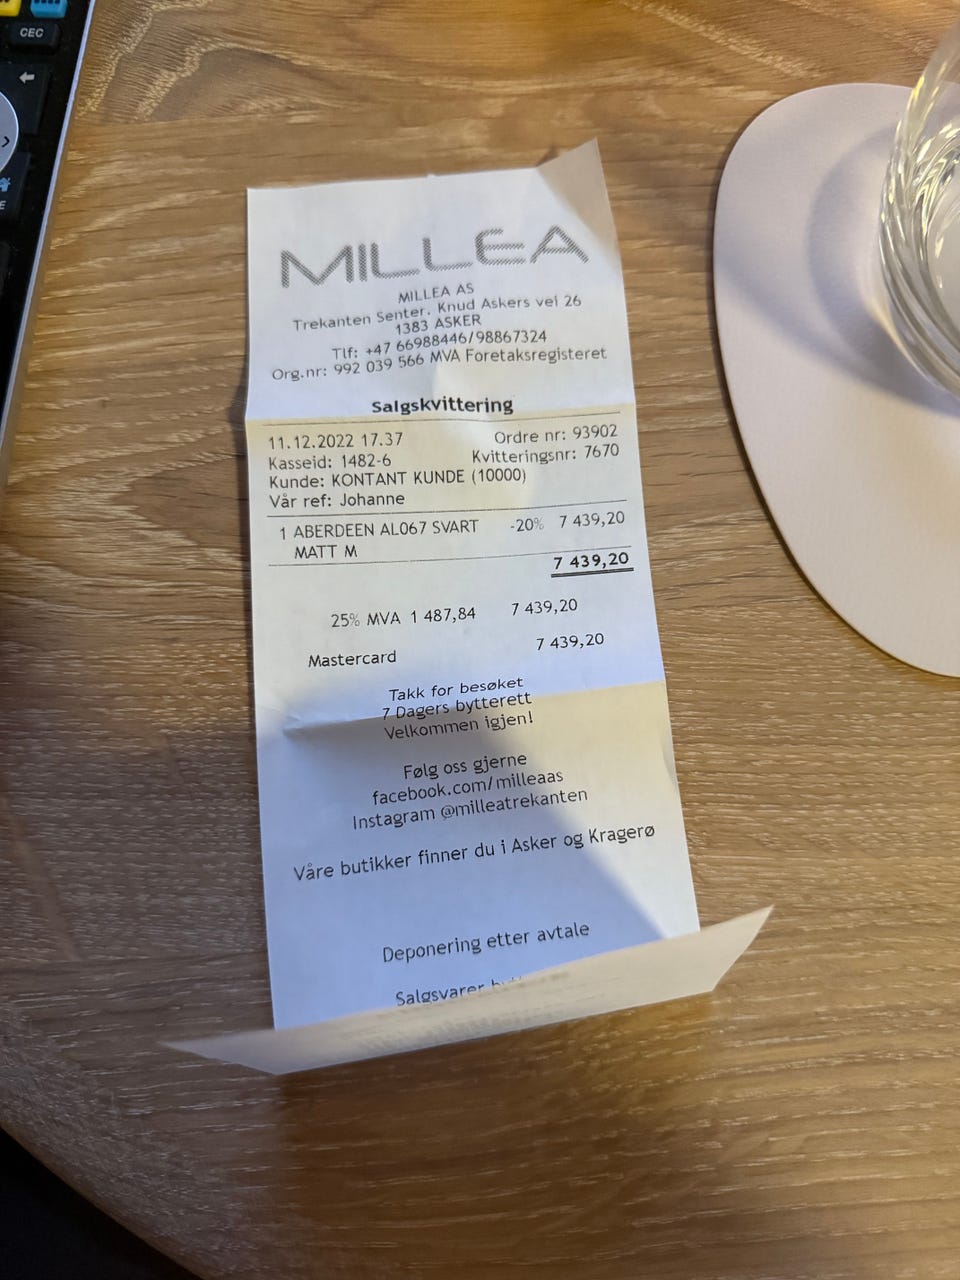 CEC
MILLEA
MILLEA AS
Trekanten Senter. Knud Askers vei 26
1383 ASKER
Tlf: +47 66988446/98867324
Org.nr: 992 039 566 MVA Foretaksregisteret
Salgskvittering
11.12.2022 17.37 Ordre nr: 93902
Kasseid: 1482-6 Kvitteringsnr: 7670
Kunde: KONTANT KUNDE (10000)
Vår ref: Johanne
1 ABERDEEN AL067 SVART -20% 7 439,20
MATT M
7 439,20
25% MVA 1 487,84 7 439,20
Mastercard 7 439,20
Takk for besøket
7 Dagers bytterett
Velkommen igjen!
Følg oss gjerne
facebook.com/milleaas
Instagram @milleatrekanten
Våre butikker finner du i Asker og Kragerø
Deponering etter avtale
Salgsvarer